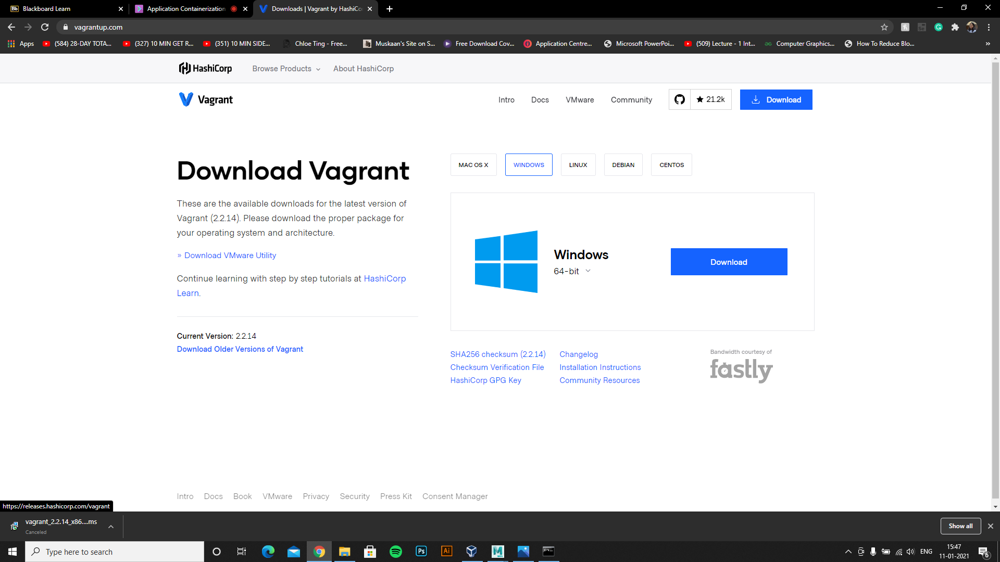 Blackboard Learn
Application Containerization
Downloads | Vagrant by HashiCo
vagrantup.com
Apps
(584) 28-DAY TOTA...
(327) 10 MIN GET R...
(351) 10 MIN SIDE...
Chloe Ting - Free...
Muskaan's Site on S...
Free Download Cov...
Application Centre...
Microsoft PowerPoi...
(509) Lecture - 1 Int...
Computer Graphics...
How To Reduce Blo...
»
HashiCorp
Browse Products
About HashiCorp
Vagrant
Intro
Docs
VMware
Community
21.2k
Download
Download Vagrant
These are the available downloads for the latest version of
Vagrant (2.2.14). Please download the proper package for
your operating system and architecture.
» Download VMware Utility
Continue learning with step by step tutorials at HashiCorp
Learn.
Current Version: 2.2.14
Download Older Versions of Vagrant
MAC OS X
WINDOWS
LINUX
DEBIAN
CENTOS
Windows
64-bit
Download
SHA256 checksum (2.2.14)
Checksum Verification File
HashiCorp GPG Key
Changelog
Installation Instructions
Community Resources
Bandwidth courtesy of
fastly
Intro
Docs
Book
VMware
Privacy
Security
Press Kit
Consent Manager
https://releases.hashicorp.com/vagrant
vagrant_2.2.14_x86....ms
Canceled
Show all
Type here to search
Ps
Ai
ENG
15:47
11-01-2021
6